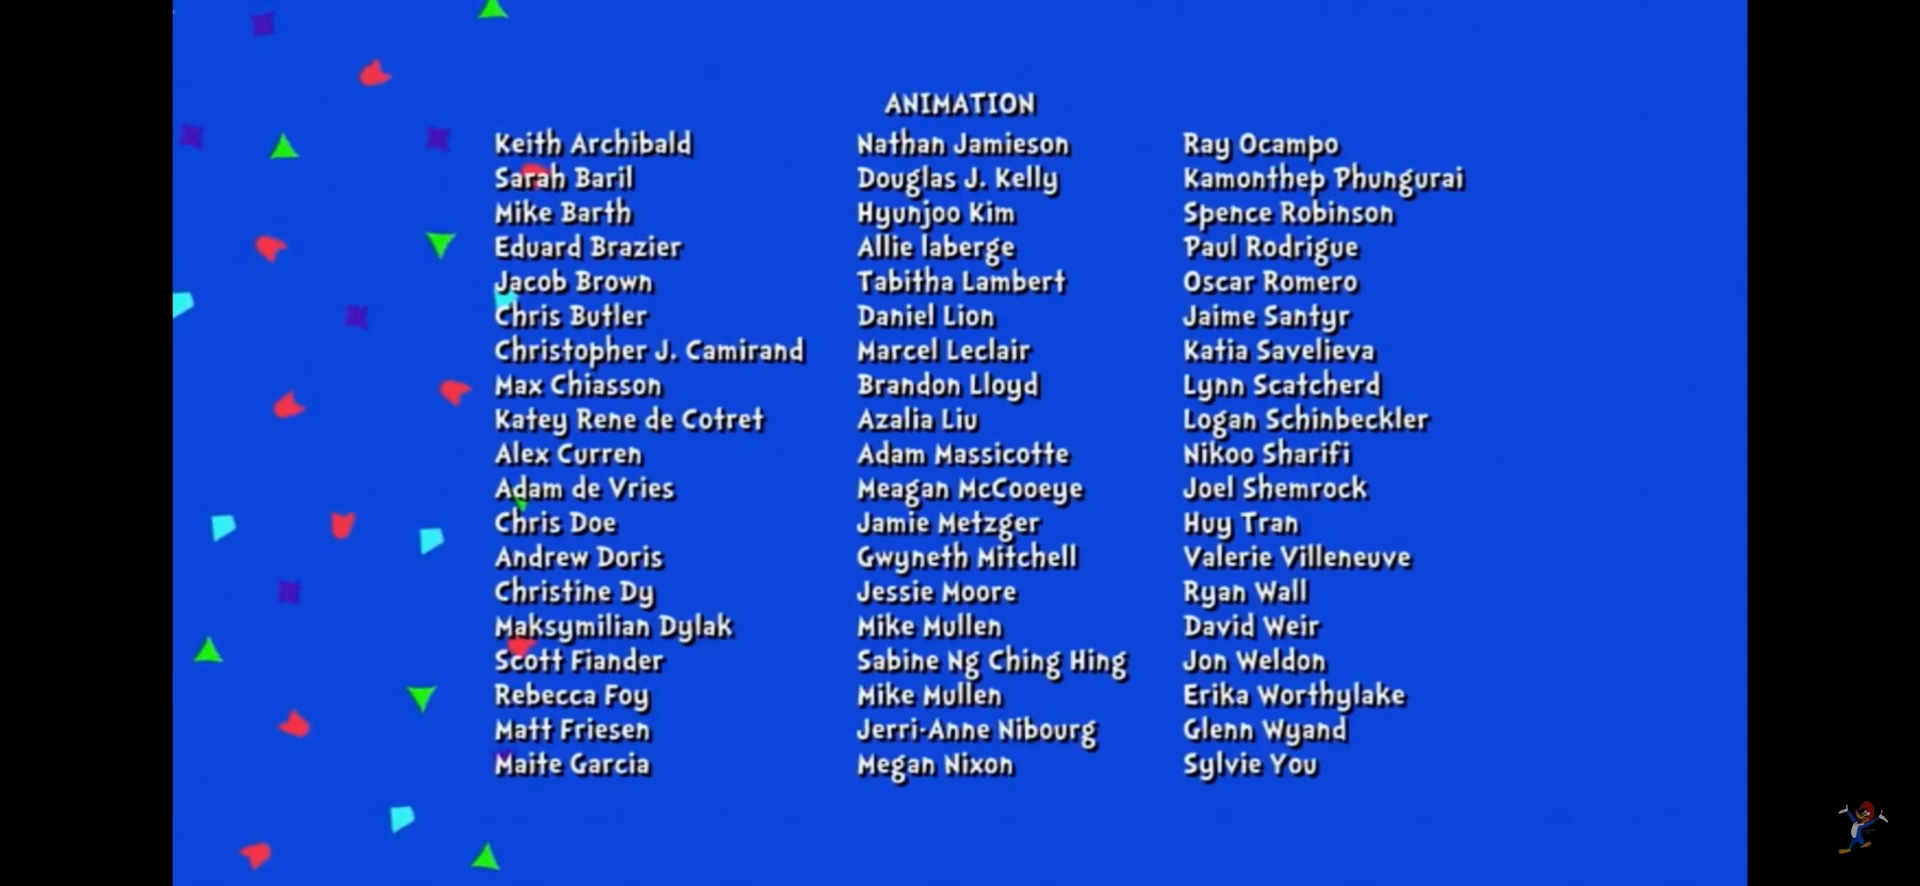 ANIMATION
Keith Archibald
Sarah Baril
Mike Barth
Eduard Brazier
Jacob Brown
Chris Butler
Christopher J. Camirand
Max Chiasson
Katey Rene de Cotret
Alex Curren
Adam de Vries
Chris Doe
Andrew Doris
Christine Dy
Maksymilian Dylak
Scott Fiander
Rebecca Foy
Matt Friesen
Maite Garcia
Nathan Jamieson
Douglas J. Kelly
Hyunjoo Kim
Allie laberge
Tabitha Lambert
Daniel Lion
Marcel Leclair
Brandon Lloyd
Azalia Liu
Adam Massicotte
Meagan McCooeye
Jamie Metzger
Gwyneth Mitchell
Jessie Moore
Mike Mullen
Sabine Ng Ching Hing
Mike Mullen
Jerri-Anne Nibourg
Megan Nixon
Ray Ocampo
Kamonthep Phungurai
Spence Robinson
Paul Rodrigue
Oscar Romero
Jaime Santyr
Katia Savelieva
Lynn Scatcherd
Logan Schinbeckler
Nikoo Sharifi
Joel Shemrock
Huy Tran
Valerie Villeneuve
Ryan Wall
David Weir
Jon Weldon
Erika Worthylake
Glenn Wyand
Sylvie You